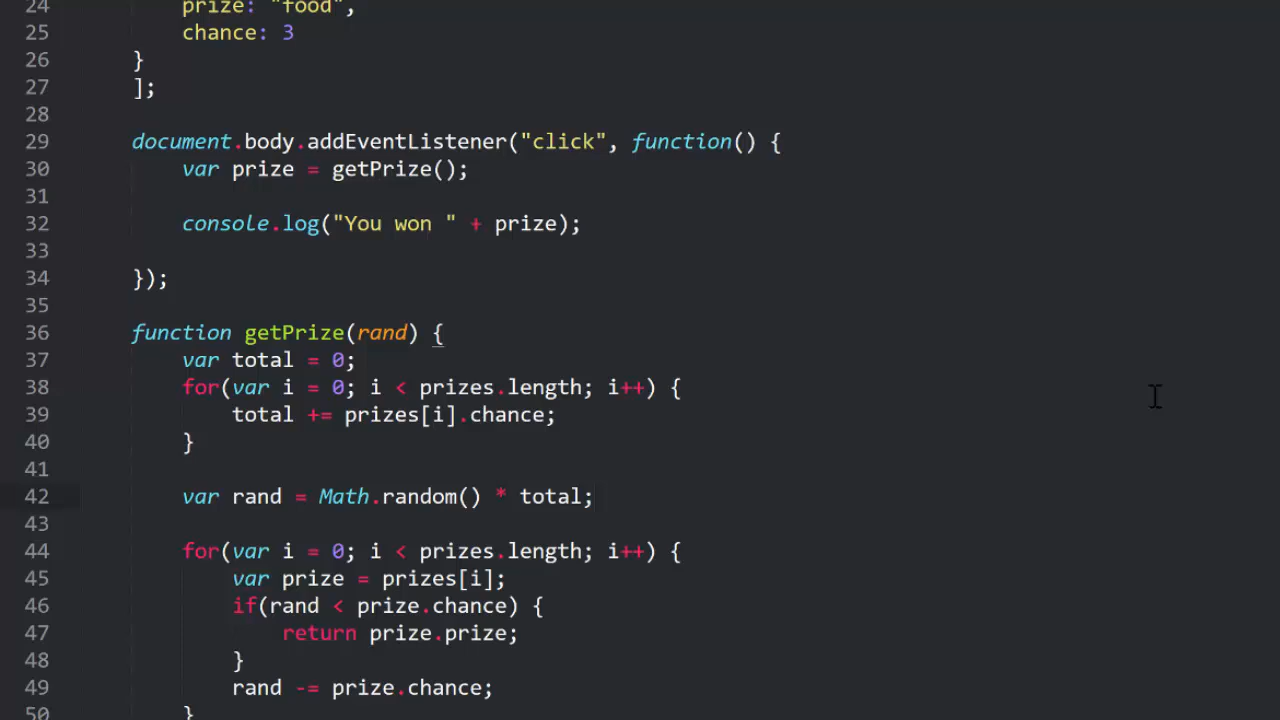 24 prize: "food",
25 chance: 3
26 }
27 ];
28
29 document.body.addEventListener("click", function() {
30 var prize = getPrize();
31
32 console.log("You won " + prize);
33
34 });
35
36 function getPrize(rand) {
37 var total = 0;
38 for(var i = 0; i < prizes.length; i++) {
39 total += prizes[i].chance;
40 }
41
42 var rand = Math.random() * total;
43
44 for(var i = 0; i < prizes.length; i++) {
45 var prize = prizes[i];
46 if(rand < prize.chance) {
47 return prize.prize;
48 }
49 rand -= prize.chance;
50 }